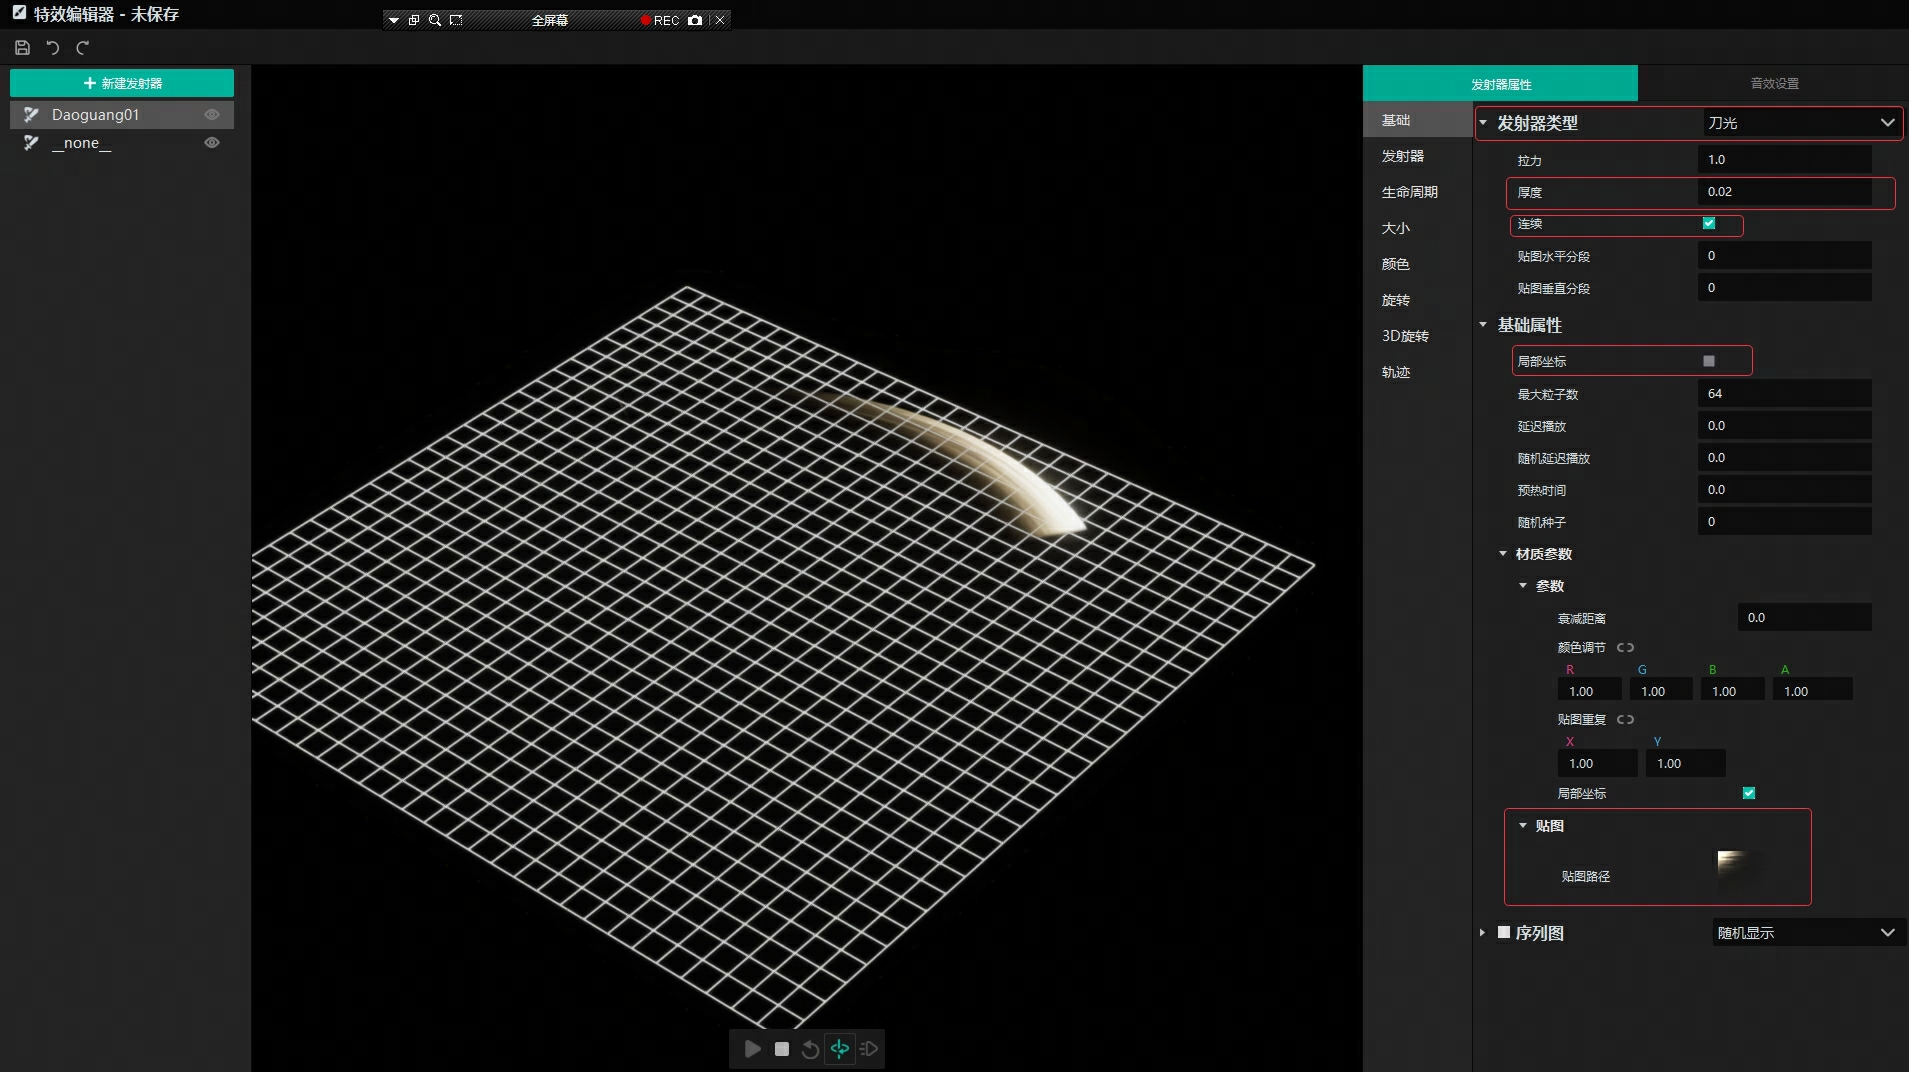 特效编辑器 - 未保存
全屏幕
REC
新建发射器
Daoguang01
__none__
发射器属性
音效设置
基础
发射器
生命周期
大小
颜色
旋转
3D旋转
轨迹
发射器类型 刀光
拉力 1.0
厚度 0.02
连续
贴图水平分段 0
贴图垂直分段 0
基础属性
局部坐标
最大粒子数 64
延迟播放 0.0
随机延迟播放 0.0
预热时间 0.0
随机种子 0
材质参数
参数
衰减距离 0.0
颜色调节
R G B A
1.00 1.00 1.00 1.00
贴图重复
X Y
1.00 1.00
局部坐标
贴图
贴图路径
序列图 随机显示